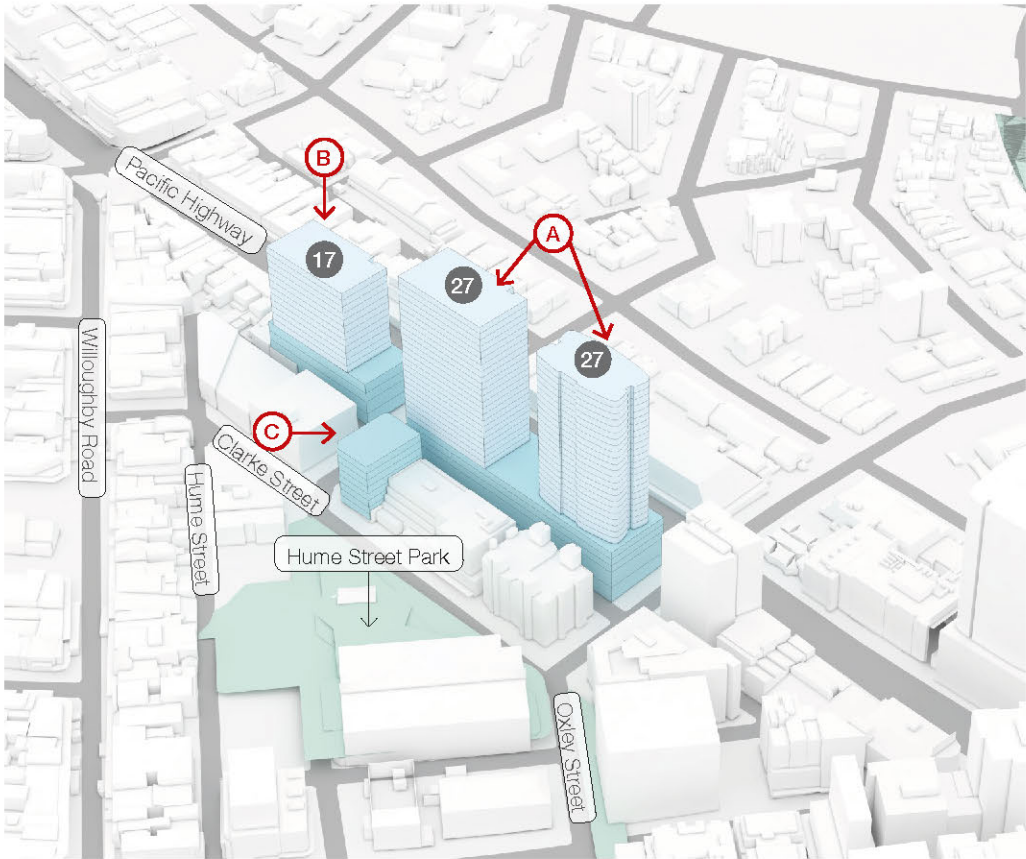 B
Pacific Highway
A
17
27
27
C
Willoughby Road
Clarke Street
Hume Street
Hume Street Park
Oxley Street